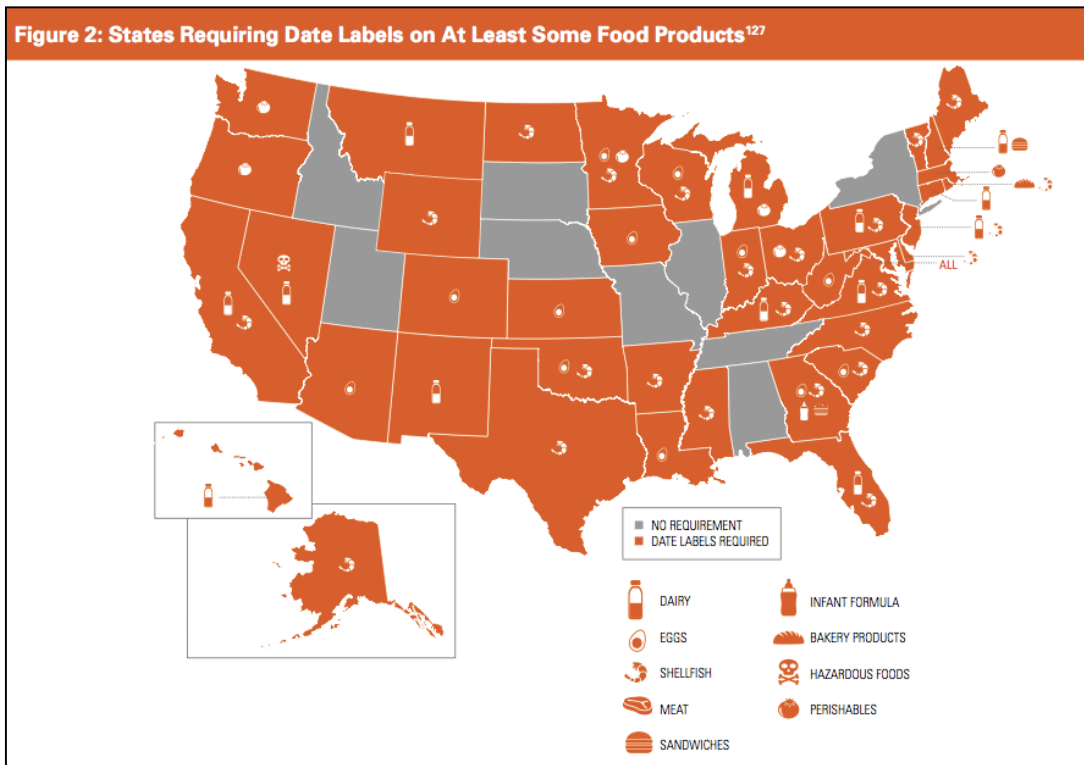 Figure 2: States Requiring Date Labels on At Least Some Food Products127
ALL
NO REQUIREMENT
DATE LABELS REQUIRED
DAIRY
INFANT FORMULA
EGGS
BAKERY PRODUCTS
SHELLFISH
HAZARDOUS FOODS
MEAT
PERISHABLES
SANDWICHES